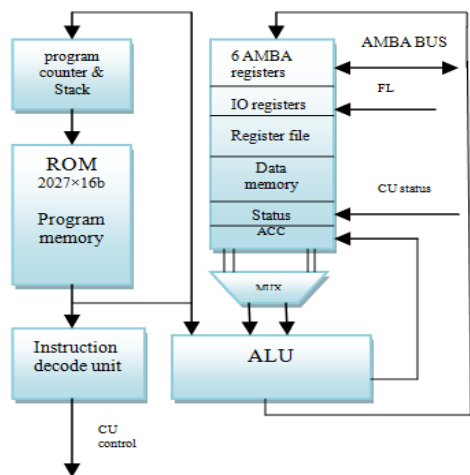 program
counter &
Stack
ROM
2027×16b
Program
memory
Instruction
decode unit
CU
control
6 AMBA
registers
IO registers
Register file
Data
memory
Status
ACC
MUX
ALU
AMBA BUS
FL
CU status